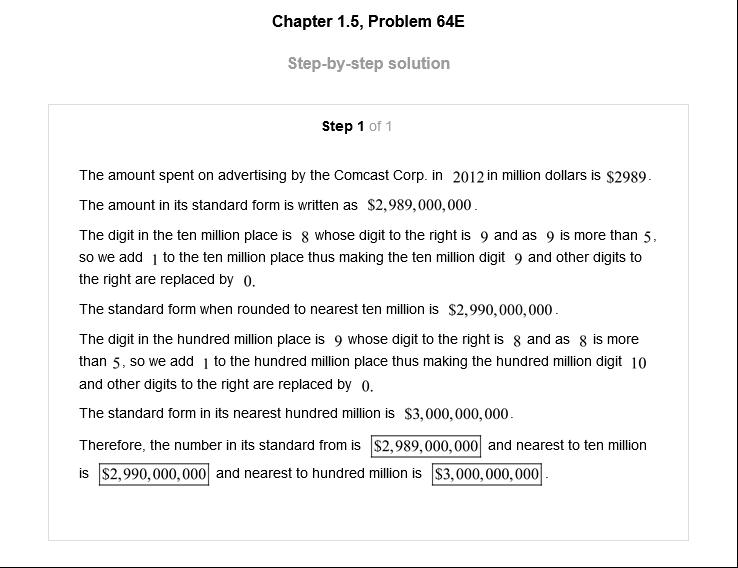 Chapter 1.5, Problem 64E
Step-by-step solution
Step 1 of 1
The amount spent on advertising by the Comcast Corp. in 2012 in million dollars is $2989.
The amount in its standard form is written as $2,989,000,000.
The digit in the ten million place is 8 whose digit to the right is 9 and as 9 is more than 5,
so we add 1 to the ten million place thus making the ten million digit 9 and other digits to
the right are replaced by 0.
The standard form when rounded to nearest ten million is $2,990,000,000.
The digit in the hundred million place is 9 whose digit to the right is 8 and as 8 is more
than 5, so we add 1 to the hundred million place thus making the hundred million digit 10
and other digits to the right are replaced by 0.
The standard form in its nearest hundred million is $3,000,000,000.
Therefore, the number in its standard from is $2,989,000,000 and nearest to ten million
is $2,990,000,000 and nearest to hundred million is $3,000,000,000.